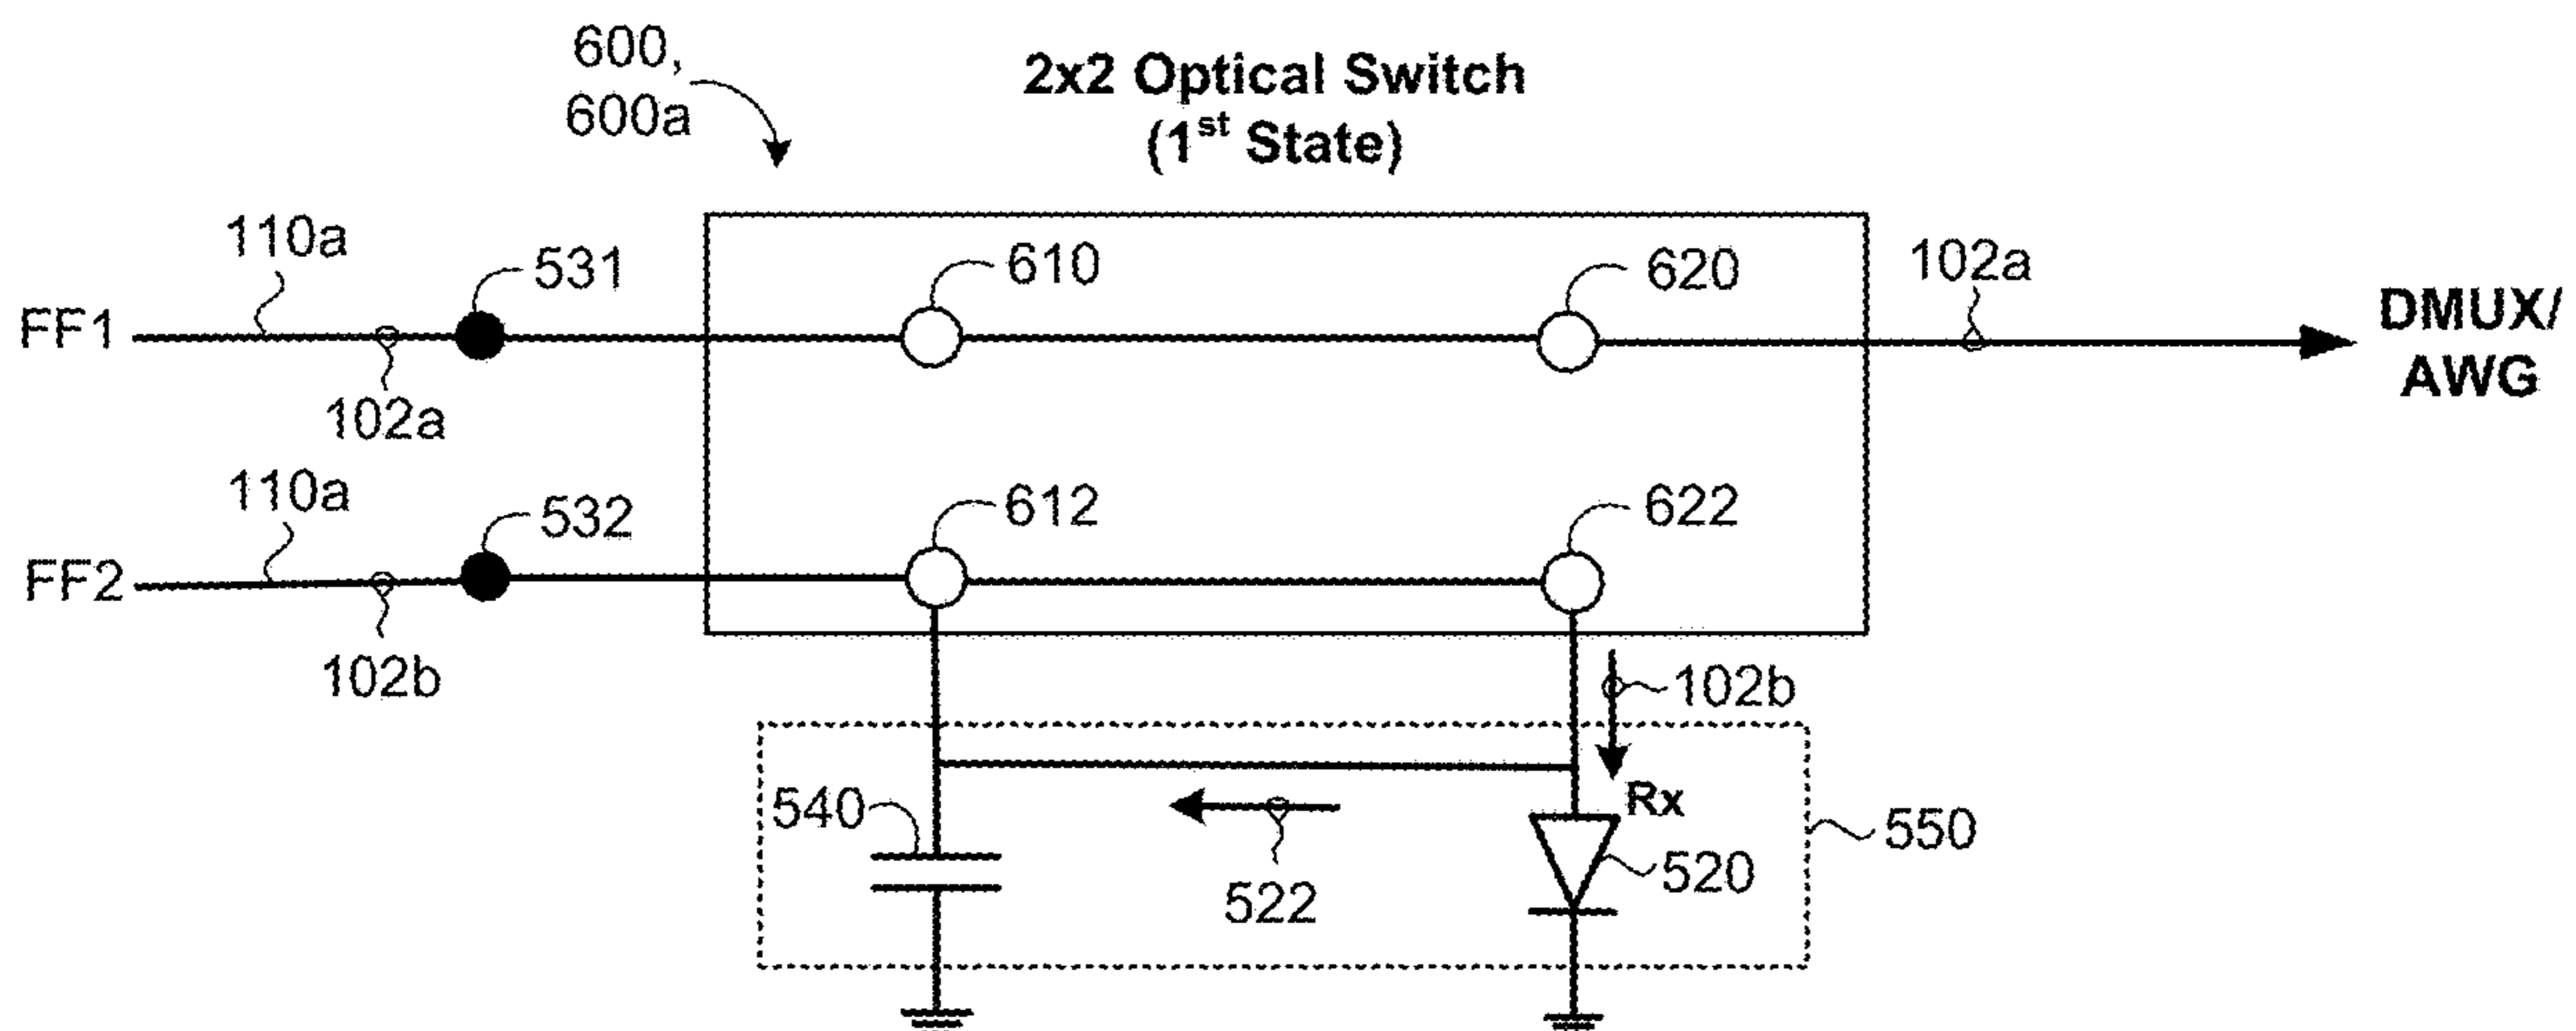 600,
600a
2x2 Optical Switch
(1st State)
110a
531
610
620
102a
FF1
DMUX/
AWG
102a
110a
532
612
622
FF2
102b
102b
540
Rx
550
520
522